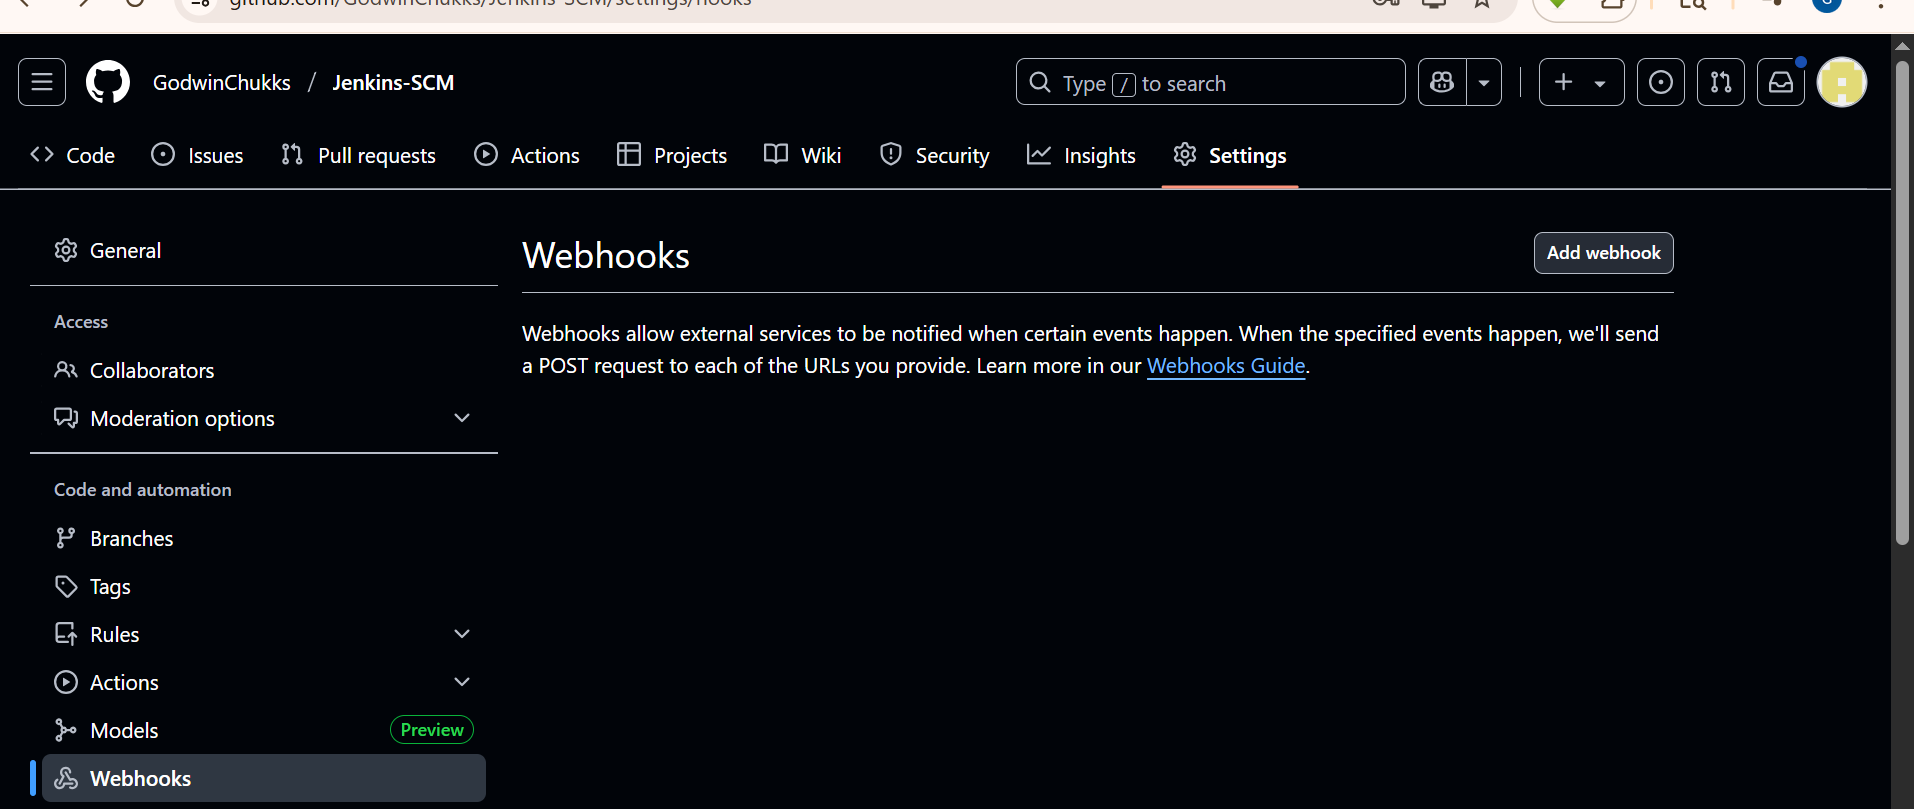 github.com/GodwinChukks/Jenkins-SCM/settings/hooks
GodwinChukks / Jenkins-SCM
Type / to search
Code Issues Pull requests Actions Projects Wiki Security Insights Settings
General
Access
Collaborators
Moderation options
Code and automation
Branches
Tags
Rules
Actions
Models Preview
Webhooks
Webhooks
Add webhook
Webhooks allow external services to be notified when certain events happen. When the specified events happen, we'll send
a POST request to each of the URLs you provide. Learn more in our Webhooks Guide.